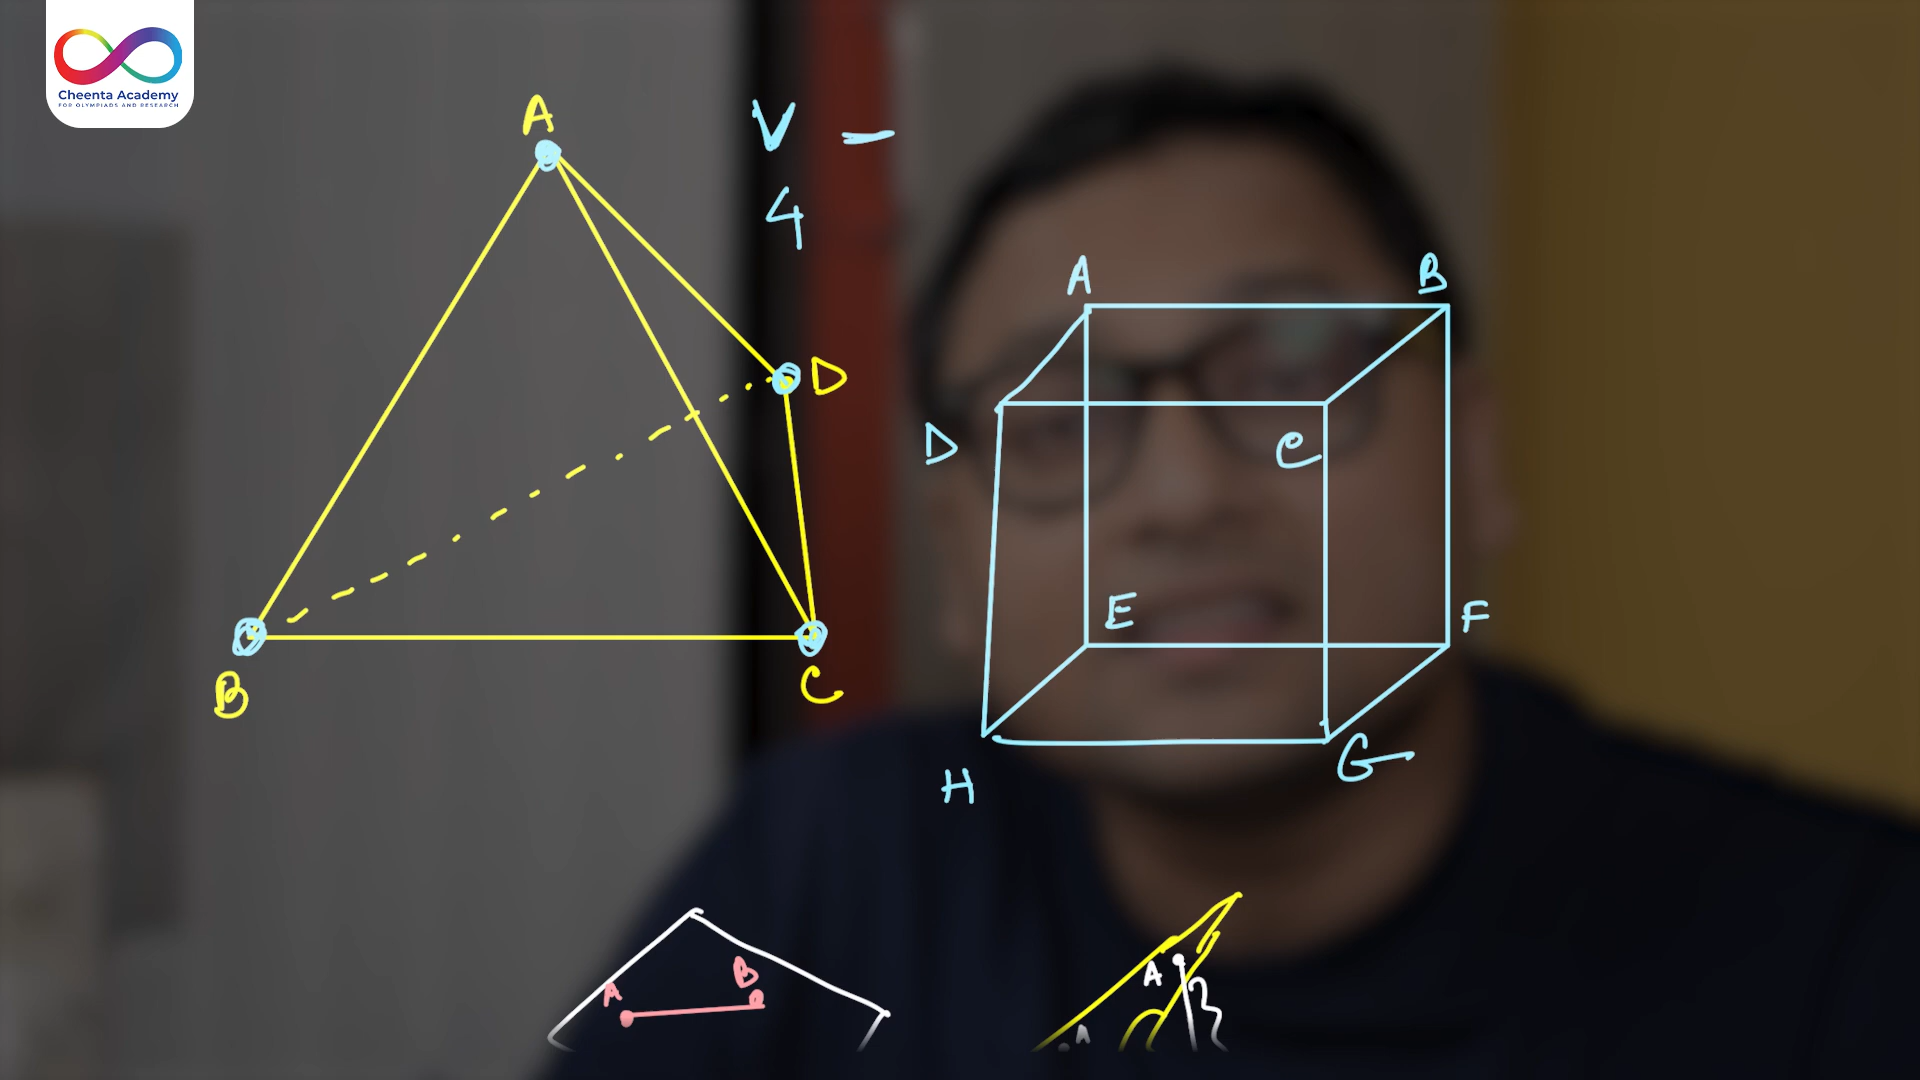 Cheenta Academy
FOR OLYMPIADS AND RESEARCH
A
V -
4
D
B
C
A
B
D
C
E
F
H
G
A
B
A
A